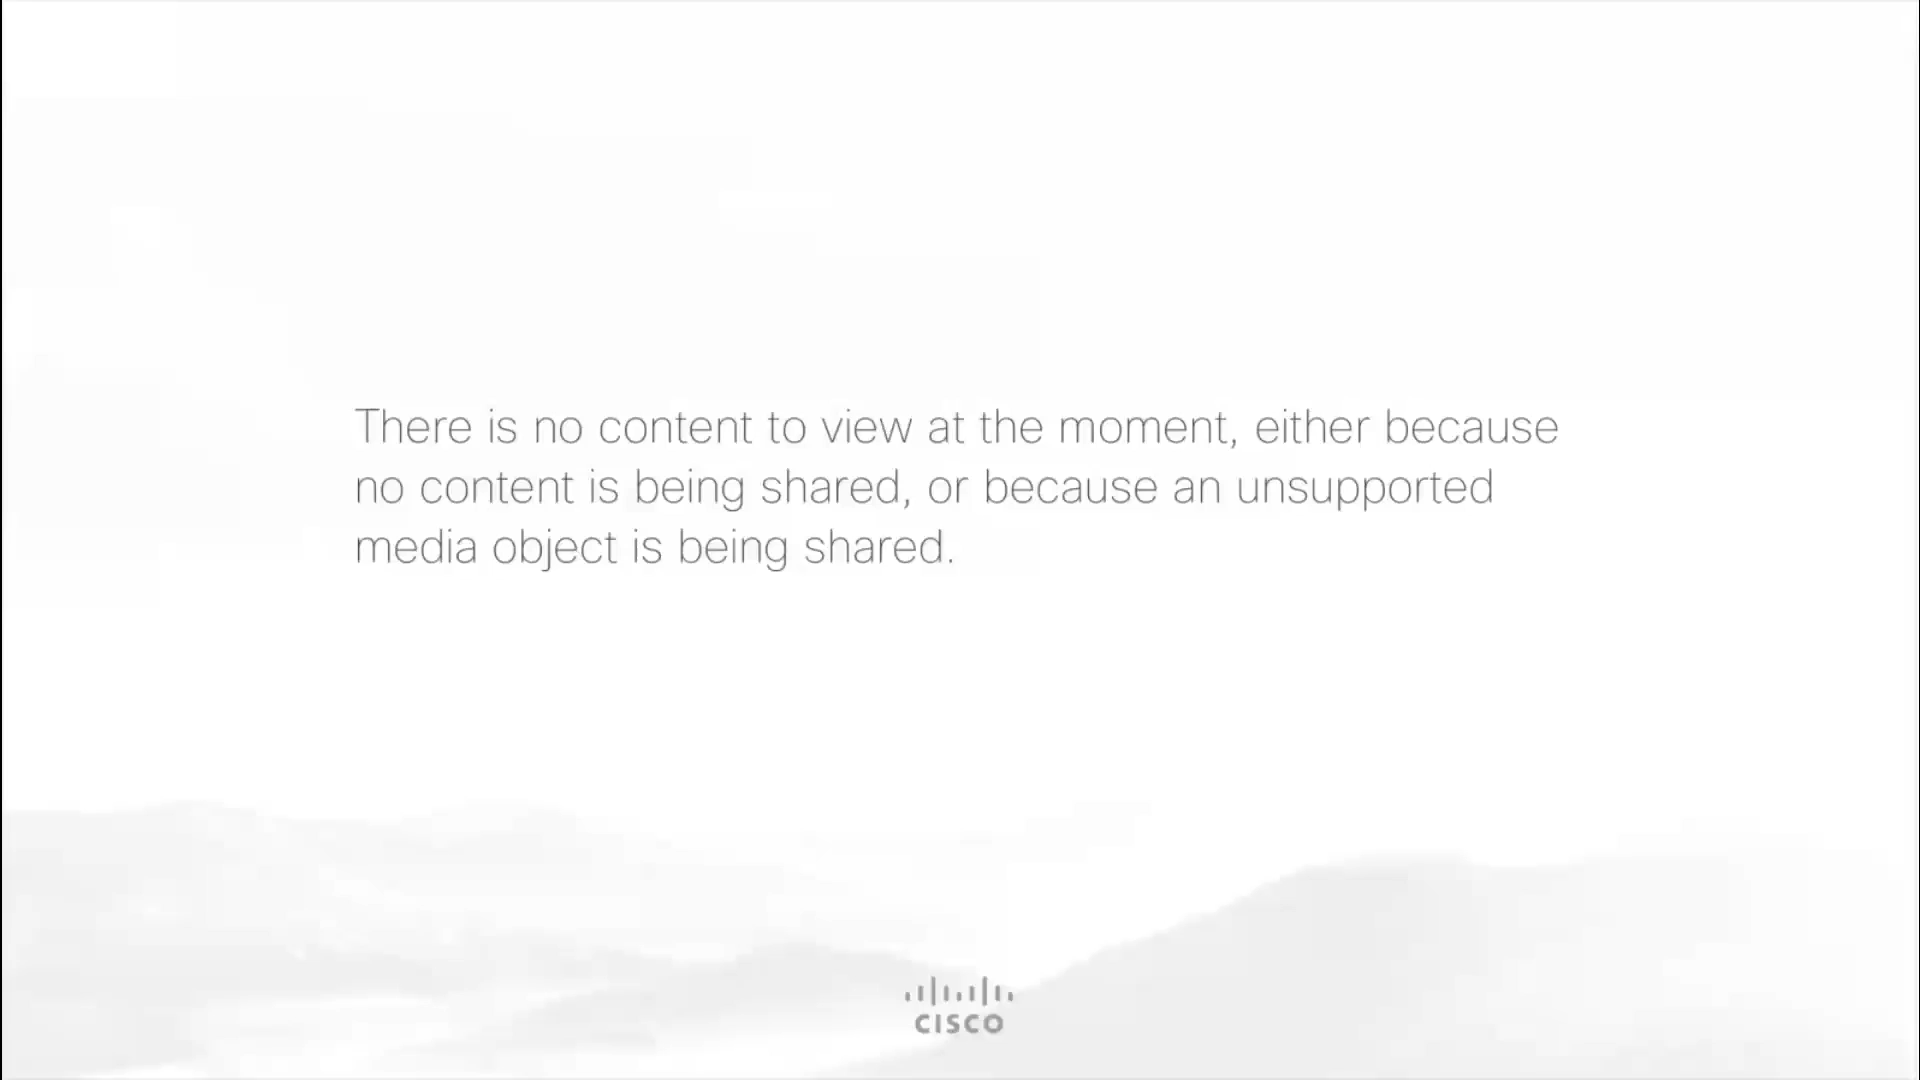 There is no content to view at the moment, either because
no content is being shared, or because an unsupported
media object is being shared.
CISCO